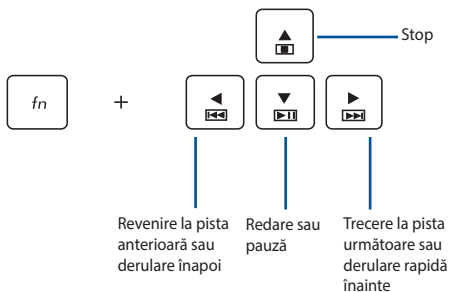 Stop
fn
+
Revenire la pista
anterioară sau
derulare înapoi
Redare sau
pauză
Trecere la pista
următoare sau
derulare rapidă
înainte